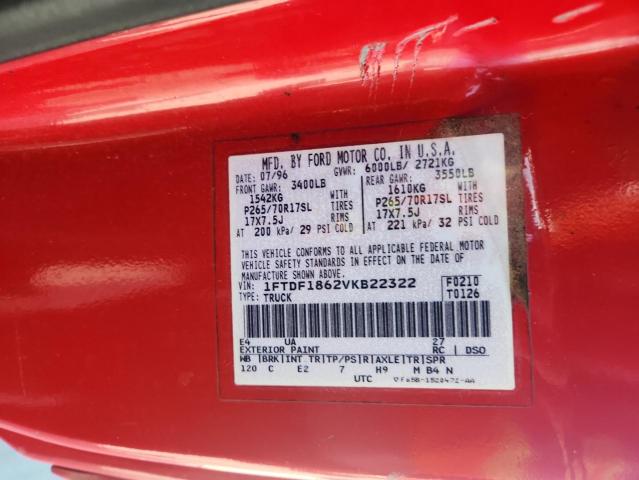 MFD. BY FORD MOTOR CO. IN U.S.A.
DATE: 07/96 GVWR: 6000LB/ 2721KG
FRONT GAWR: 3400LB REAR GAWR: 3550LB
1542KG WITH 1610KG WITH
P265/70R17SL TIRES P265/70R17SL TIRES
17X7.5J RIMS 17X7.5J RIMS
AT 200 kPa/ 29 PSI COLD AT 221 kPa/ 32 PSI COLD
THIS VEHICLE CONFORMS TO ALL APPLICABLE FEDERAL MOTOR
VEHICLE SAFETY STANDARDS IN EFFECT ON THE DATE OF
MANUFACTURE SHOWN ABOVE.
VIN: 1FTDF1862VKB22322 F0210
TYPE: TRUCK T0126
E4 UA 27
EXTERIOR PAINT RC DSO
WB BRK INT TR TP/PS R AXLE TR SPR
120 C E2 7 H9 M B4 N
UTC